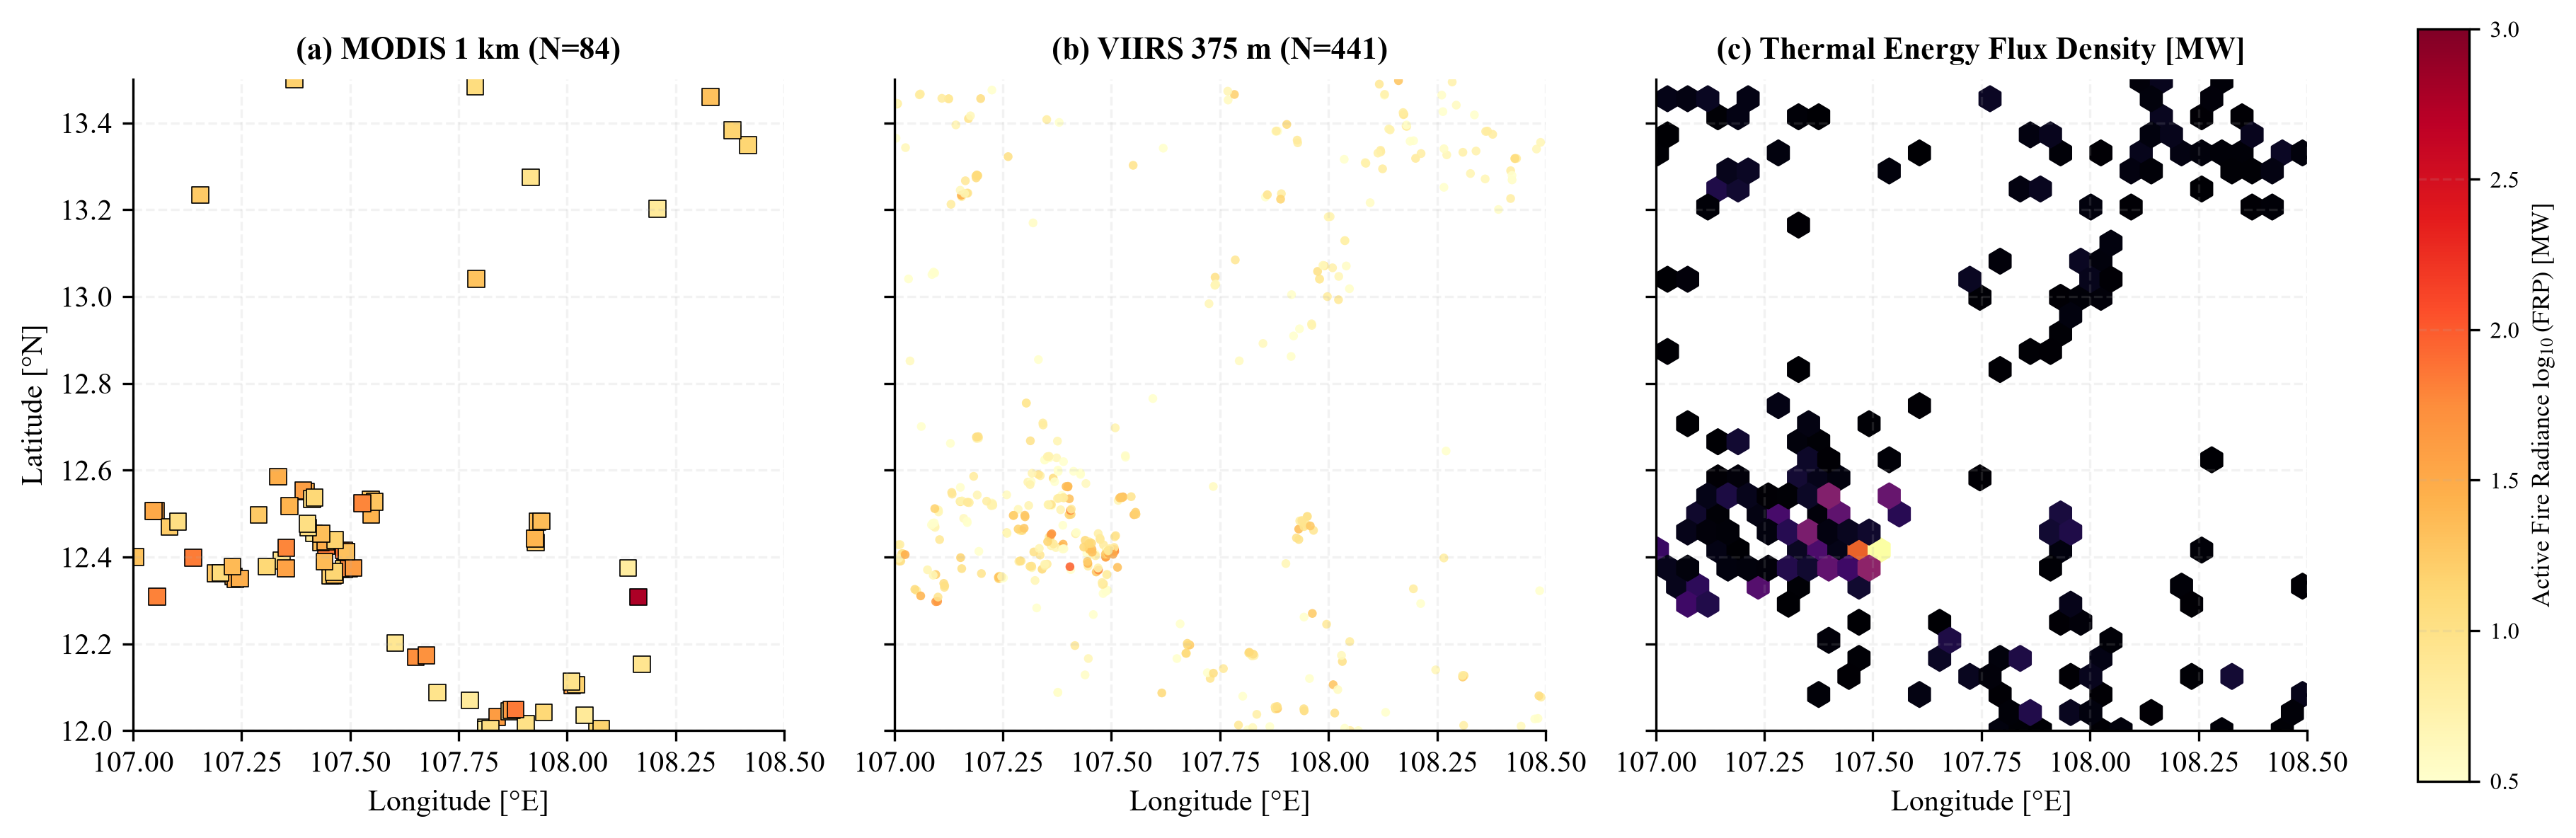 (a) MODIS 1 km (N=84)
(b) VIIRS 375 m (N=441)
(c) Thermal Energy Flux Density [MW]
Latitude [°N]
13.4
13.2
13.0
12.8
12.6
12.4
12.2
12.0
107.00 107.25 107.50 107.75 108.00 108.25 108.50
Longitude [°E]
107.00 107.25 107.50 107.75 108.00 108.25 108.50
Longitude [°E]
107.00 107.25 107.50 107.75 108.00 108.25 108.50
Longitude [°E]
3.0
2.5
2.0
1.5
1.0
0.5
Active Fire Radiance log₁₀ (FRP) [MW]